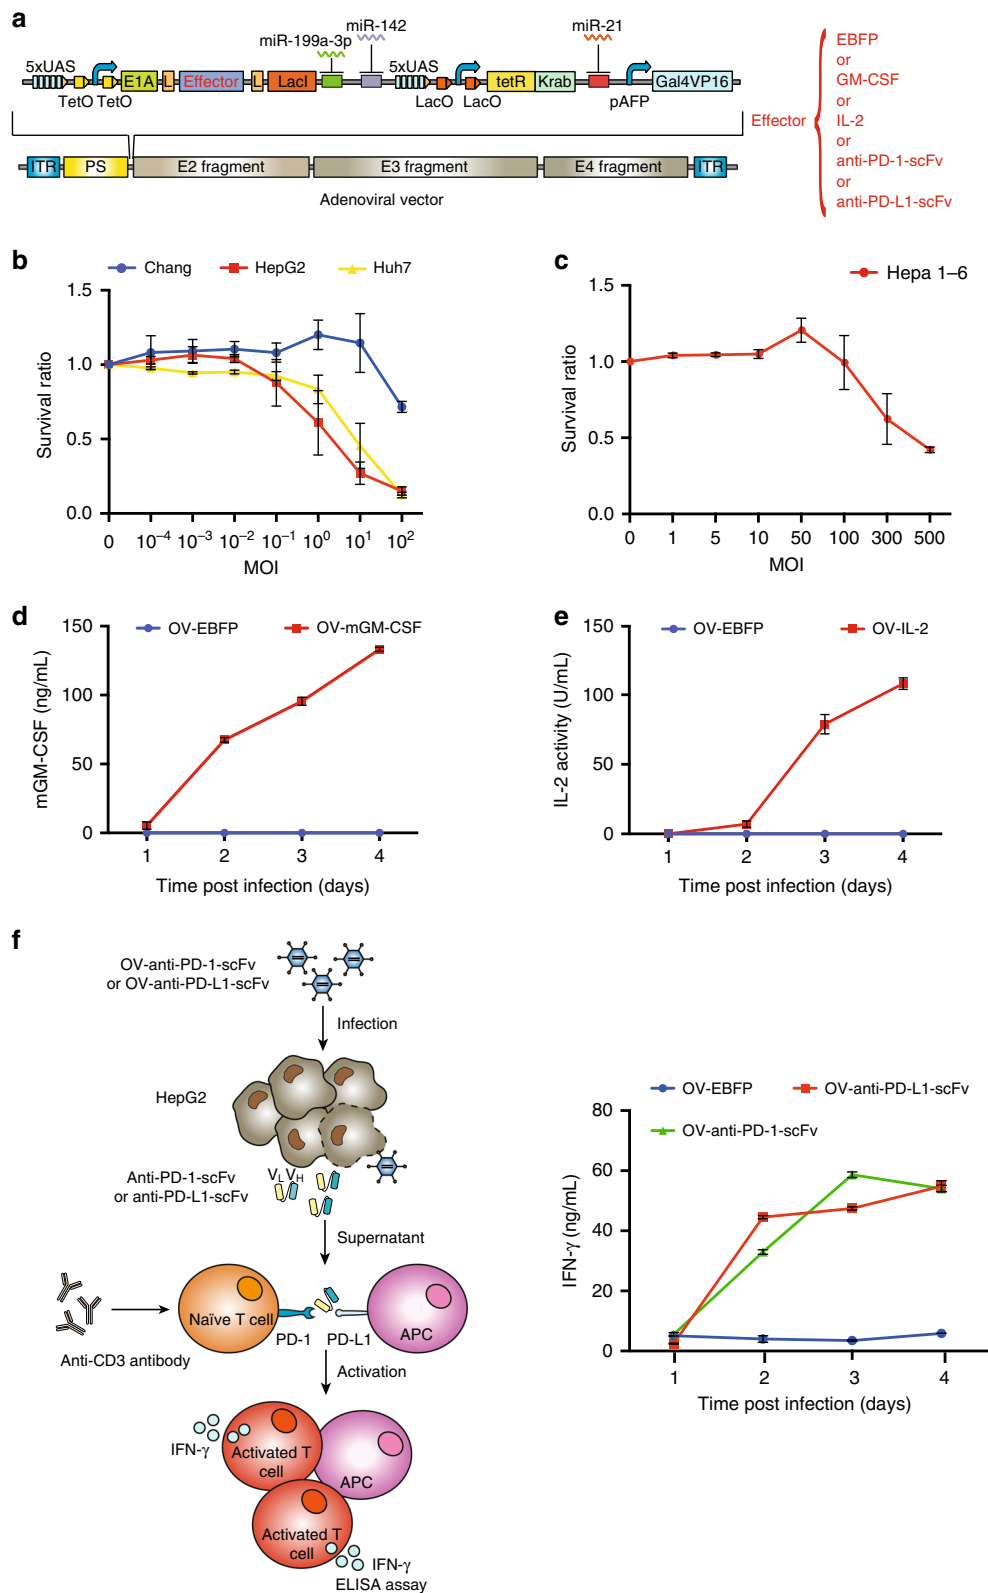 a
miR-142
miR-21
miR-199a-3p
5xUAS
5xUAS
E1A
L
Effector
L
LacI
tetR
Krab
Gal4VP16
TetO TetO
LacO
LacO
pAFP
ITR
PS
E2 fragment
E3 fragment
E4 fragment
ITR
Adenoviral vector
Effector
EBFP
or
GM-CSF
or
IL-2
or
anti-PD-1-scFv
or
anti-PD-L1-scFv
b
Chang
HepG2
Huh7
Survival ratio
1.5
1.0
0.5
0.0
0 10⁻⁴ 10⁻³ 10⁻² 10⁻¹ 10⁰ 10¹ 10²
MOI
c
Hepa 1–6
Survival ratio
1.5
1.0
0.5
0.0
0 1 5 10 50 100 300 500
MOI
d
OV-EBFP
OV-mGM-CSF
mGM-CSF (ng/mL)
150
100
50
0
1 2 3 4
Time post infection (days)
e
OV-EBFP
OV-IL-2
IL-2 activity (U/mL)
150
100
50
0
1 2 3 4
Time post infection (days)
f
OV-anti-PD-1-scFv
or OV-anti-PD-L1-scFv
Infection
HepG2
Anti-PD-1-scFv
or anti-PD-L1-scFv
VL VH
Supernatant
Naïve T cell
PD-1
PD-L1
APC
Anti-CD3 antibody
Activation
IFN-γ
Activated T
cell
APC
Activated T
cell
IFN-γ
ELISA assay
OV-EBFP
OV-anti-PD-L1-scFv
OV-anti-PD-1-scFv
IFN-γ (ng/mL)
80
60
40
20
0
1 2 3 4
Time post infection (days)